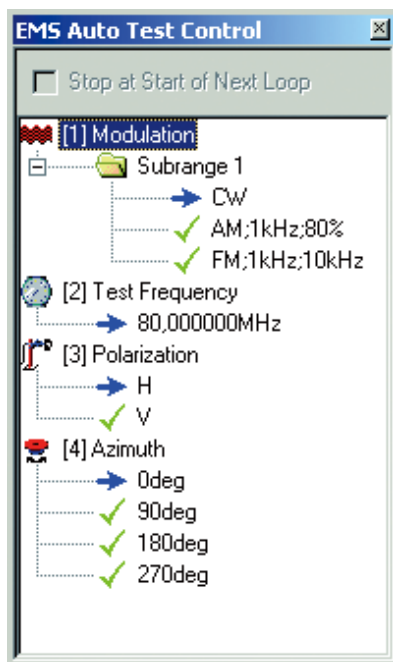 EMS Auto Test Control
Stop at Start of Next Loop
[1] Modulation
Subrange 1
CW
AM;1kHz;80%
FM;1kHz;10kHz
[2] Test Frequency
80,000000MHz
[3] Polarization
H
V
[4] Azimuth
0deg
90deg
180deg
270deg